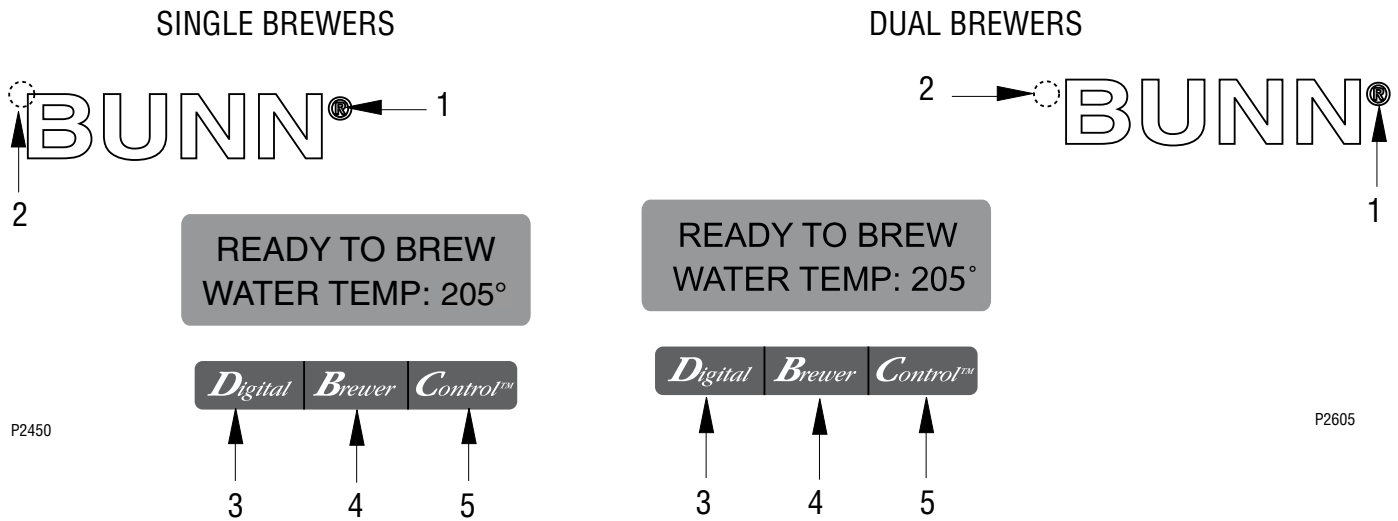 SINGLE BREWERS
BUNN® 1
2
READY TO BREW
WATER TEMP: 205°
Digital Brewer Control™
P2450
3 4 5
DUAL BREWERS
2 BUNN®
1
READY TO BREW
WATER TEMP: 205°
Digital Brewer Control™
P2605
3 4 5